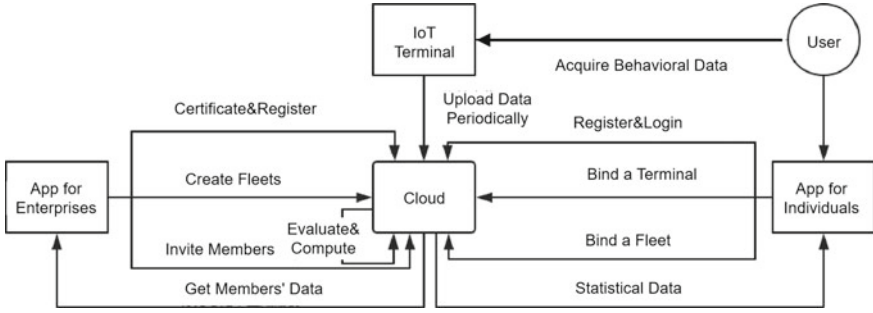 IoT
Terminal
User
Acquire Behavioral Data
Certificate&Register
Upload Data
Periodically
Register&Login
App for
Enterprises
Create Fleets
Cloud
Bind a Terminal
App for
Individuals
Evaluate&
Compute
Invite Members
Bind a Fleet
Get Members' Data
Statistical Data